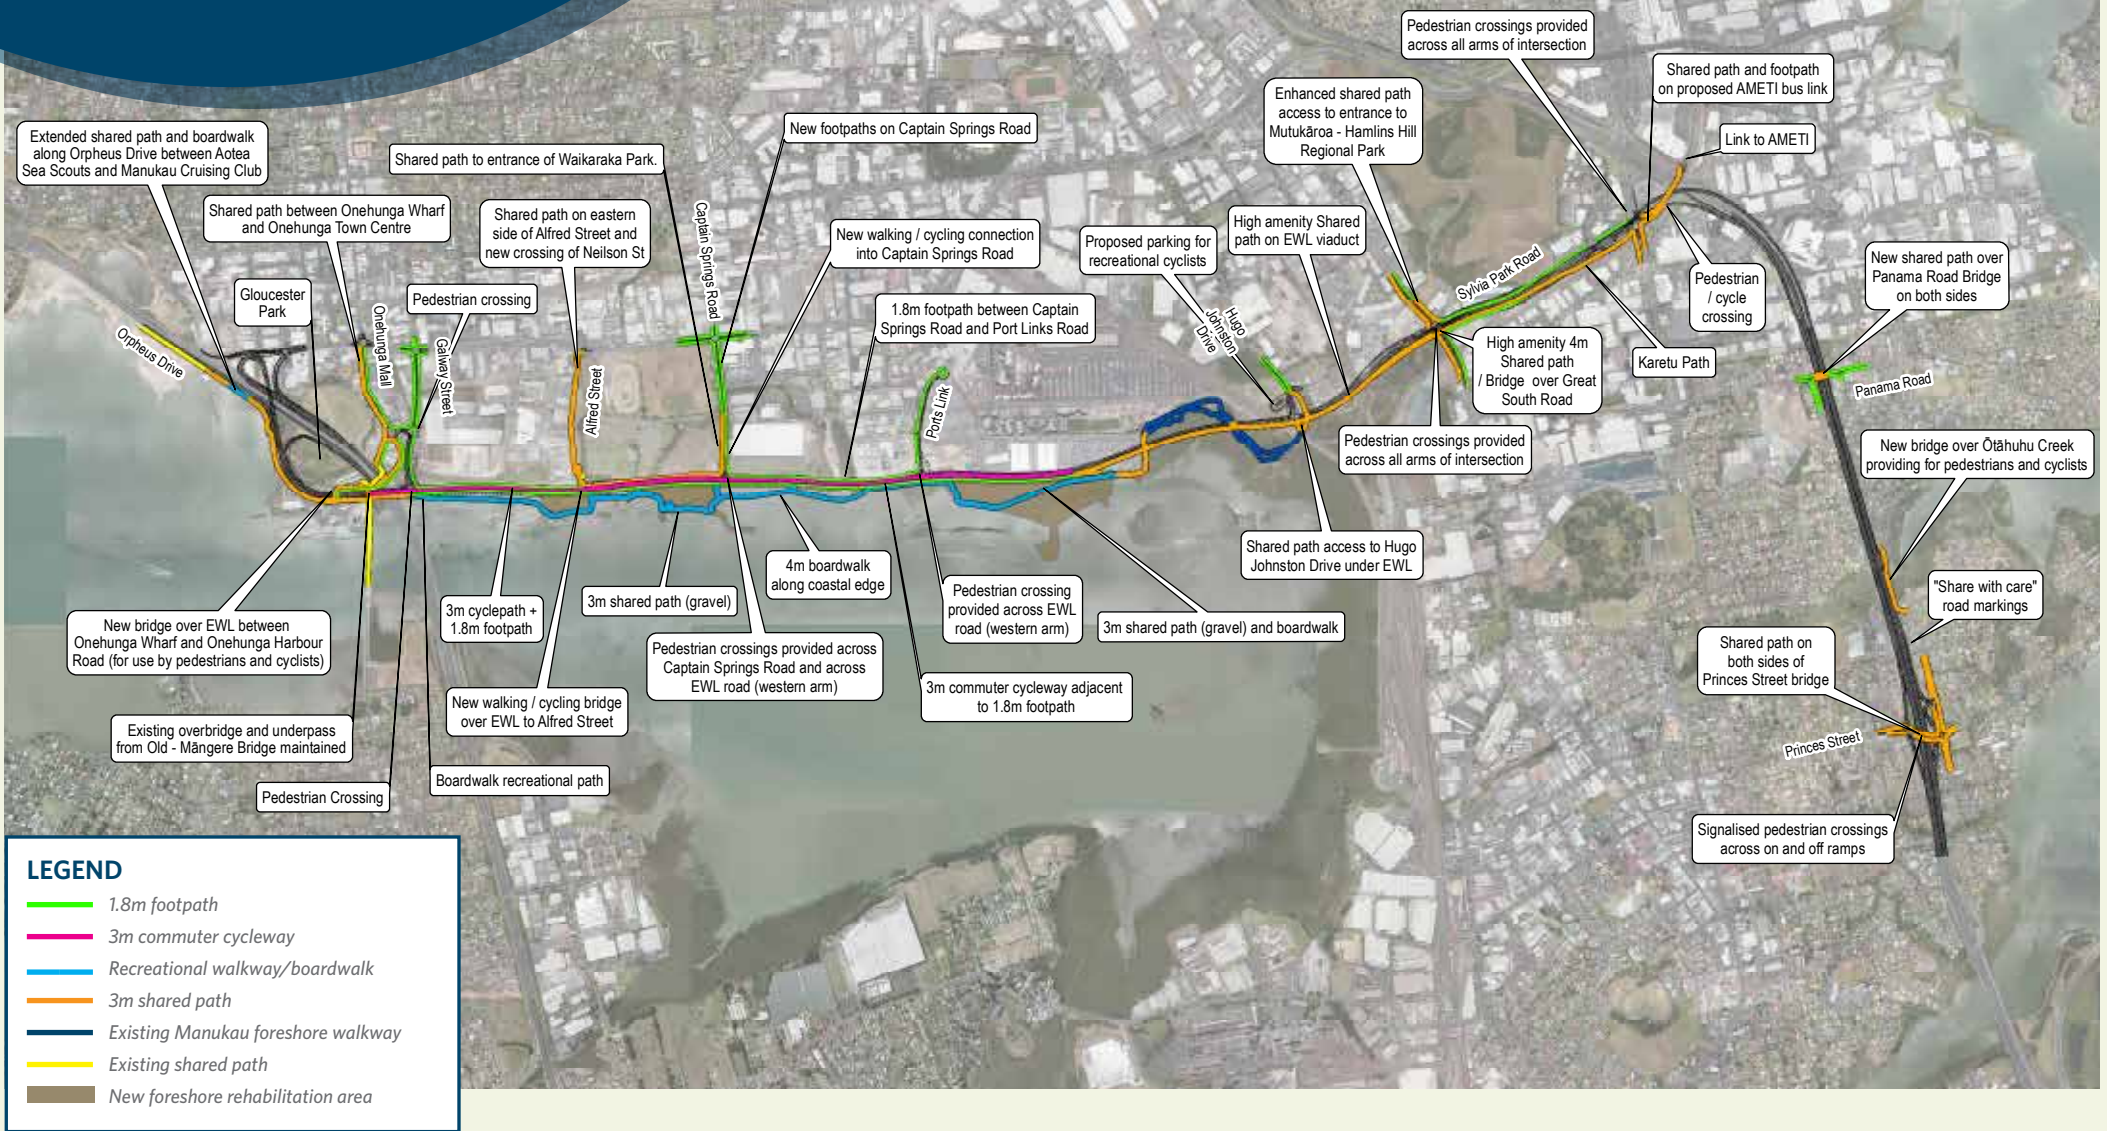 Pedestrian crossings provided
across all arms of intersection
Shared path and footpath
on proposed AMETI bus link
Enhanced shared path
access to entrance to
Mutukāroa - Hamlins Hill
Regional Park
Link to AMETI
New footpaths on Captain Springs Road
Extended shared path and boardwalk
along Orpheus Drive between Aotea
Sea Scouts and Manukau Cruising Club
Shared path to entrance of Waikaraka Park.
Shared path between Onehunga Wharf
and Onehunga Town Centre
Shared path on eastern
side of Alfred Street and
new crossing of Neilson St
Captain Springs Road
New walking / cycling connection
into Captain Springs Road
Proposed parking for
recreational cyclists
High amenity Shared
path on EWL viaduct
Sylvia Park Road
Pedestrian
/ cycle
crossing
New shared path over
Panama Road Bridge
on both sides
Gloucester
Park
Pedestrian crossing
1.8m footpath between Captain
Springs Road and Port Links Road
Hugo
Johnston
Drive
Orpheus Drive
Onehunga Mall
Galway Street
Alfred Street
Ports Link
High amenity 4m
Shared path
/ Bridge over Great
South Road
Karetu Path
Panama Road
Pedestrian crossings provided
across all arms of intersection
New bridge over Ōtāhuhu Creek
providing for pedestrians and cyclists
Shared path access to Hugo
Johnston Drive under EWL
4m boardwalk
along coastal edge
3m shared path (gravel)
Pedestrian crossing
provided across EWL
road (western arm)
3m shared path (gravel) and boardwalk
3m cyclepath +
1.8m footpath
New bridge over EWL between
Onehunga Wharf and Onehunga Harbour
Road (for use by pedestrians and cyclists)
Pedestrian crossings provided across
Captain Springs Road and across
EWL road (western arm)
"Share with care"
road markings
Shared path on
both sides of
Princes Street bridge
3m commuter cycleway adjacent
to 1.8m footpath
New walking / cycling bridge
over EWL to Alfred Street
Existing overbridge and underpass
from Old - Māngere Bridge maintained
Princes Street
Boardwalk recreational path
Pedestrian Crossing
Signalised pedestrian crossings
across on and off ramps
LEGEND
1.8m footpath
3m commuter cycleway
Recreational walkway/boardwalk
3m shared path
Existing Manukau foreshore walkway
Existing shared path
New foreshore rehabilitation area